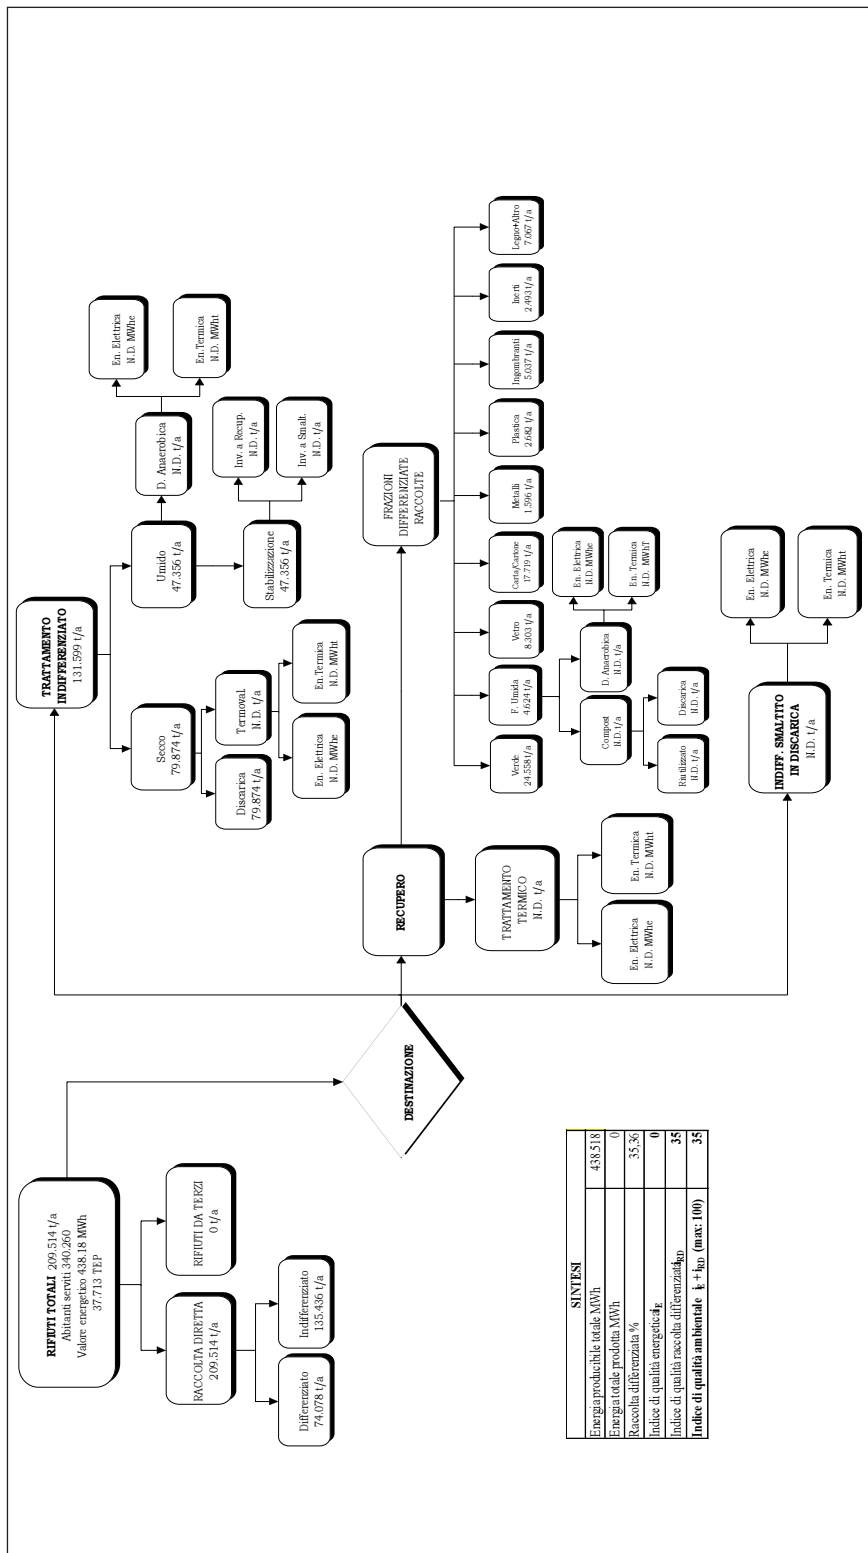 RIFIUTI TOTALI 209.514 t/a
Abitanti serviti 340.260
Valore energetico 438.18 MWh
37.713 TEP
RACCOLTA DIRETTA
209.514 t/a
RIFIUTI DA TERZI
0 t/a
Differenziato
74.078 t/a
Indifferenziato
135.436 t/a
DESTINAZIONE
TRATTAMENTO
INDIFFERENZIATO
131.599 t/a
Secco
79.874 t/a
Umido
47.356 t/a
Discarica
79.874 t/a
Termoval.
N.D. t/a
En. Elettrica
N.D. MWhe
En.Termica
N.D. MWht
D. Anaerobica
N.D. t/a
En. Elettrica
N.D. MWhe
En.Termica
N.D. MWht
Stabilizzazione
47.356 t/a
Inv. a Recup.
N.D. t/a
Inv. a Smalt.
N.D. t/a
RECUPERO
TRATTAMENTO
TERMICO
N.D. t/a
En. Elettrica
N.D. MWhe
En. Termica
N.D. MWht
FRAZIONI
DIFFERENZIATE
RACCOLTE
Verde
24.558 t/a
F. Umida
4.624 t/a
Vetro
8.303 t/a
Carta/Cartone
17.719 t/a
Metalli
1.596 t/a
Plastica
2.682 t/a
Ingombranti
5.037 t/a
Inerti
2.493 t/a
Legno+Altro
7.067 t/a
Compost
N.D. t/a
D. Anaerobica
N.D. t/a
Riutilizzato
N.D. t/a
Discarica
N.D. t/a
En. Elettrica
N.D. MWhe
En. Termica
N.D. MWhT
INDIFF. SMALTITO
IN DISCARICA
N.D. t/a
En. Elettrica
N.D. MWhe
En. Termica
N.D. MWht
SINTESI
Energia producibile totale MWh 438.518
Energia totale prodotta MWh 0
Raccolta differenziata % 35,36
Indice di qualità energetica iE 0
Indice di qualità raccolta differenziata iRD 35
Indice di qualità ambientale iE + iRD (max: 100) 35